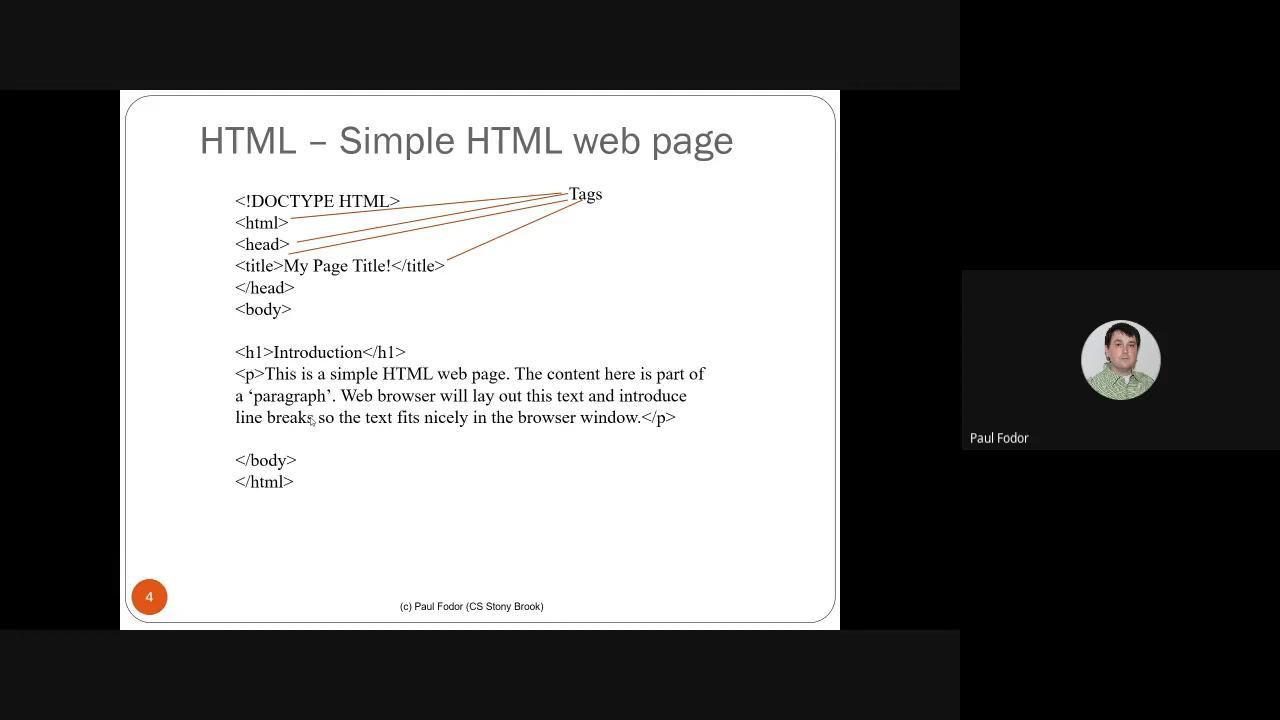 HTML – Simple HTML web page
Tags
<!DOCTYPE HTML>
<html>
<head>
<title>My Page Title!</title>
</head>
<body>
<h1>Introduction</h1>
<p>This is a simple HTML web page. The content here is part of
a ‘paragraph’. Web browser will lay out this text and introduce
line breaks so the text fits nicely in the browser window.</p>
</body>
</html>
4
(c) Paul Fodor (CS Stony Brook)
Paul Fodor